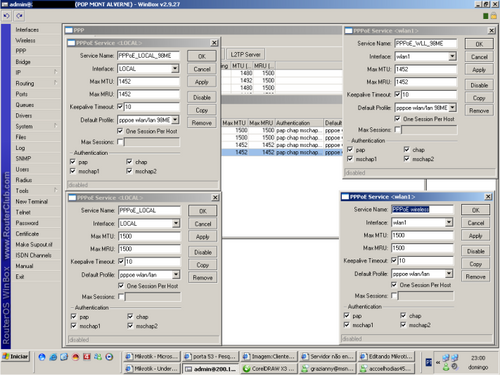 admin@ (POP MONT ALVERNE) - WinBox v2.9.27
RouterOS WinBox www.RouterClub.com
Interfaces
Wireless
PPP
Bridge
IP
Routing
Ports
Queues
Drivers
System
Files
Log
SNMP
Users
Radius
Tools
New Terminal
Telnet
Password
Certificate
Make Supout.rif
ISDN Channels
Manual
Exit
PPP
L2TP Server
MTU (... MRU (...
1480 1500
1492 1500
1480 1500
Max MTU Max MRU Authentication Default Profile
1500 1500 pap chap mschap... pppoe w
1500 1500 pap chap mschap... pppoe w
1452 1452 pap chap mschap... pppoe w
1452 1452 pap chap mschap... pppoe w
PPPoE Service <LOCAL>
Service Name: PPPoE_LOCAL_98ME
Interface: LOCAL
Max MTU: 1452
Max MRU: 1452
Keepalive Timeout: 10
Default Profile: pppoe wlan/lan 98ME
One Session Per Host
Max Sessions:
Authentication
pap chap
mschap1 mschap2
disabled
OK
Cancel
Apply
Disable
Copy
Remove
PPPoE Service <wlan1>
Service Name: PPPoE_WLL_98ME
Interface: wlan1
Max MTU: 1452
Max MRU: 1452
Keepalive Timeout: 10
Default Profile: pppoe wlan/lan 98ME
One Session Per Host
Max Sessions:
Authentication
pap chap
mschap1 mschap2
disabled
OK
Cancel
Apply
Disable
Copy
Remove
PPPoE Service <LOCAL>
Service Name: PPPoE_LOCAL
Interface: LOCAL
Max MTU: 1500
Max MRU: 1500
Keepalive Timeout: 10
Default Profile: pppoe wlan/lan
One Session Per Host
Max Sessions:
Authentication
pap chap
mschap1 mschap2
disabled
OK
Cancel
Apply
Disable
Copy
Remove
PPPoE Service <wlan1>
Service Name: PPPoE wireless
Interface: wlan1
Max MTU: 1500
Max MRU: 1500
Keepalive Timeout: 10
Default Profile: pppoe wlan/lan
One Session Per Host
Max Sessions:
Authentication
pap chap
mschap1 mschap2
disabled
OK
Cancel
Apply
Disable
Copy
Remove
Iniciar
Mikrotik - Micros...
porta 53 - Pesq...
Imagem:Cliente...
Servidor não en...
Editando Mikroti...
Mikrotik - Under...
admin@200.1...
CorelDRAW X3 ...
grazianny@msn...
accoelhodias45...
PT
23:00
domingo